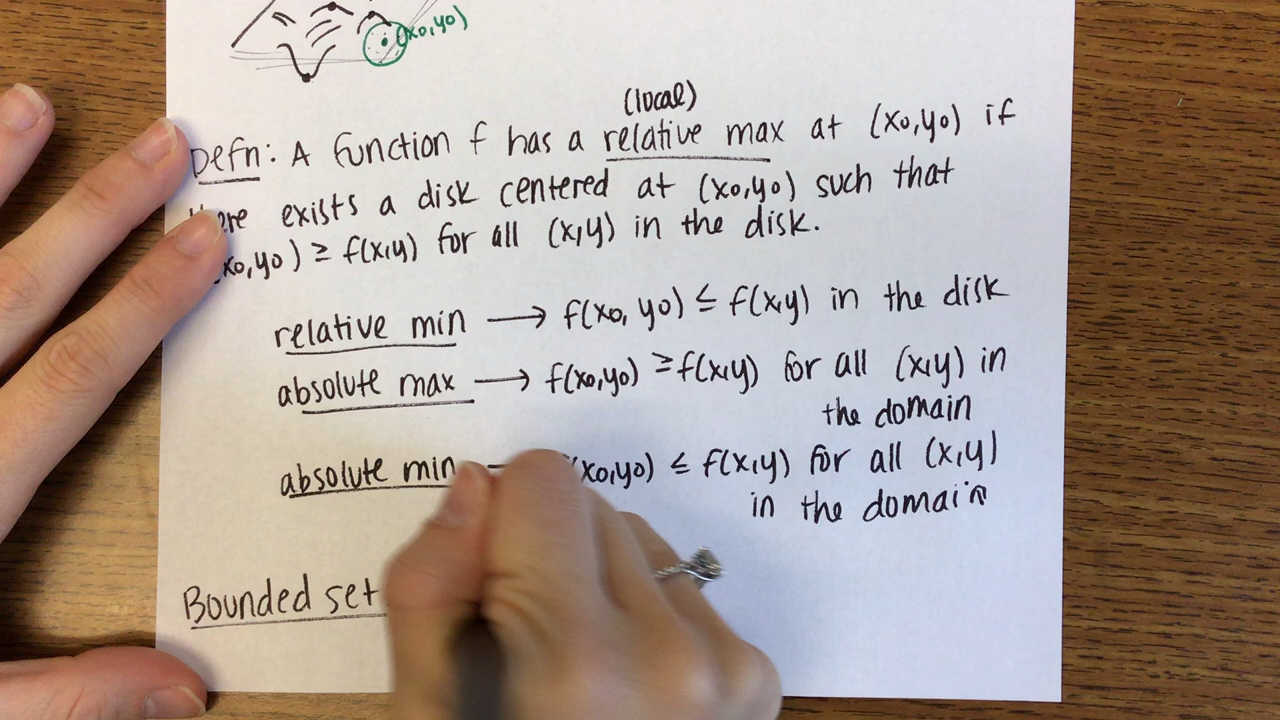 (x0,y0)
(local)
Defn: A function f has a relative max at (x0,y0) if
there exists a disk centered at (x0,y0) such that
(x0,y0) ≥ f(x,y) for all (x,y) in the disk.
relative min → f(x0, y0) ≤ f(x,y) in the disk
absolute max → f(x0,y0) ≥ f(x,y) for all (x,y) in
the domain
absolute min → f(x0,y0) ≤ f(x,y) for all (x,y)
in the domain
Bounded set